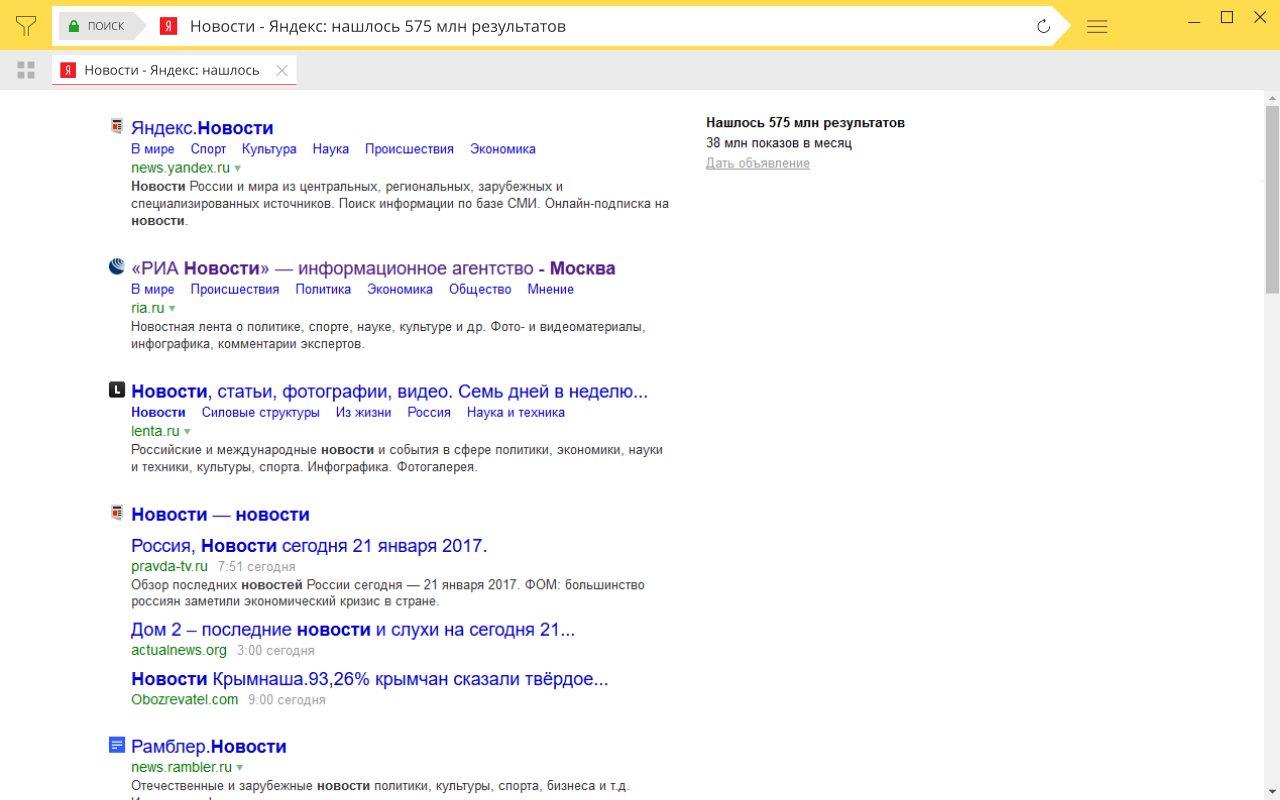 ПОИСК
Я
Новости - Яндекс: нашлось 575 млн результатов
Я
Новости - Яндекс: нашлось
Яндекс.Новости
В мире Спорт Культура Наука Происшествия Экономика
news.yandex.ru
Новости России и мира из центральных, региональных, зарубежных и
специализированных источников. Поиск информации по базе СМИ. Онлайн-подписка на
новости.
«РИА Новости» — информационное агентство - Москва
В мире Происшествия Политика Экономика Общество Мнение
ria.ru
Новостная лента о политике, спорте, науке, культуре и др. Фото- и видеоматериалы,
инфографика, комментарии экспертов.
L
Новости, статьи, фотографии, видео. Семь дней в неделю...
Новости Силовые структуры Из жизни Россия Наука и техника
lenta.ru
Российские и международные новости и события в сфере политики, экономики, науки
и техники, культуры, спорта. Инфографика. Фотогалерея.
Новости — новости
Россия, Новости сегодня 21 января 2017.
pravda-tv.ru 7:51 сегодня
Обзор последних новостей России сегодня — 21 января 2017. ФОМ: большинство
россиян заметили экономический кризис в стране.
Дом 2 – последние новости и слухи на сегодня 21...
actualnews.org 3:00 сегодня
Новости Крымнаша.93,26% крымчан сказали твёрдое...
Obozrevatel.com 9:00 сегодня
Рамблер.Новости
news.rambler.ru
Отечественные и зарубежные новости политики, культуры, спорта, бизнеса и т.д.
Нашлось 575 млн результатов
38 млн показов в месяц
Дать объявление